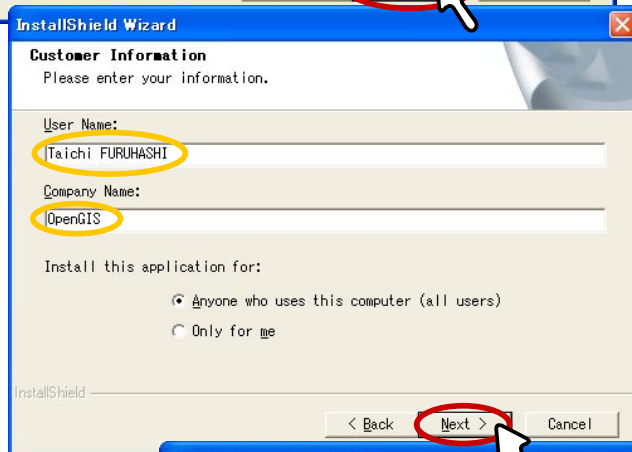 InstallShield Wizard
Customer Information
Please enter your information.
User Name:
Taichi FURUHASHI
Company Name:
OpenGIS
Install this application for:
Anyone who uses this computer (all users)
Only for me
InstallShield
< Back Next > Cancel